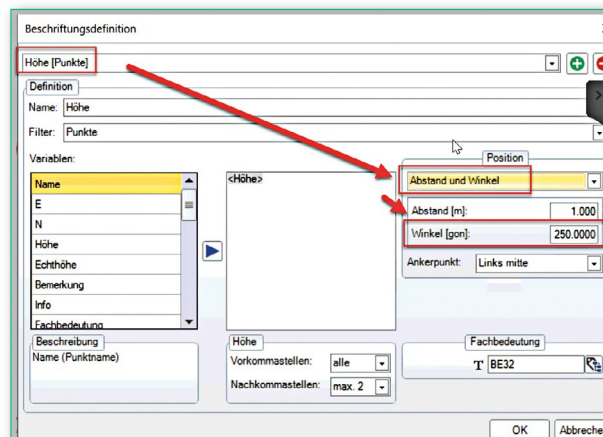 Beschriftungsdefinition
Höhe [Punkte]
Definition
Name: Höhe
Filter: Punkte
Variablen:
Name
E
N
Höhe
Echthöhe
Bemerkung
Info
Fachbedeutung
<Höhe>
Position
Abstand und Winkel
Abstand [m]: 1.000
Winkel [gon]: 250.0000
Ankerpunkt: Links mitte
Beschreibung
Name (Punktname)
Höhe
Vorkommastellen: alle
Nachkommastellen: max. 2
Fachbedeutung
T BE32
OK
Abbreche